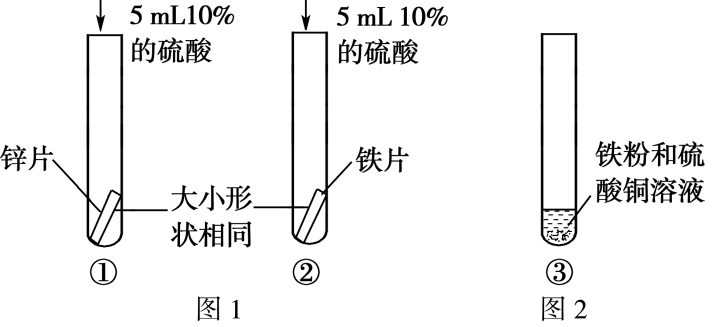 5 mL10%
的硫酸
5 mL 10%
的硫酸
锌片
大小形
状相同
铁片
铁粉和硫
酸铜溶液
①
②
③
图 1
图 2